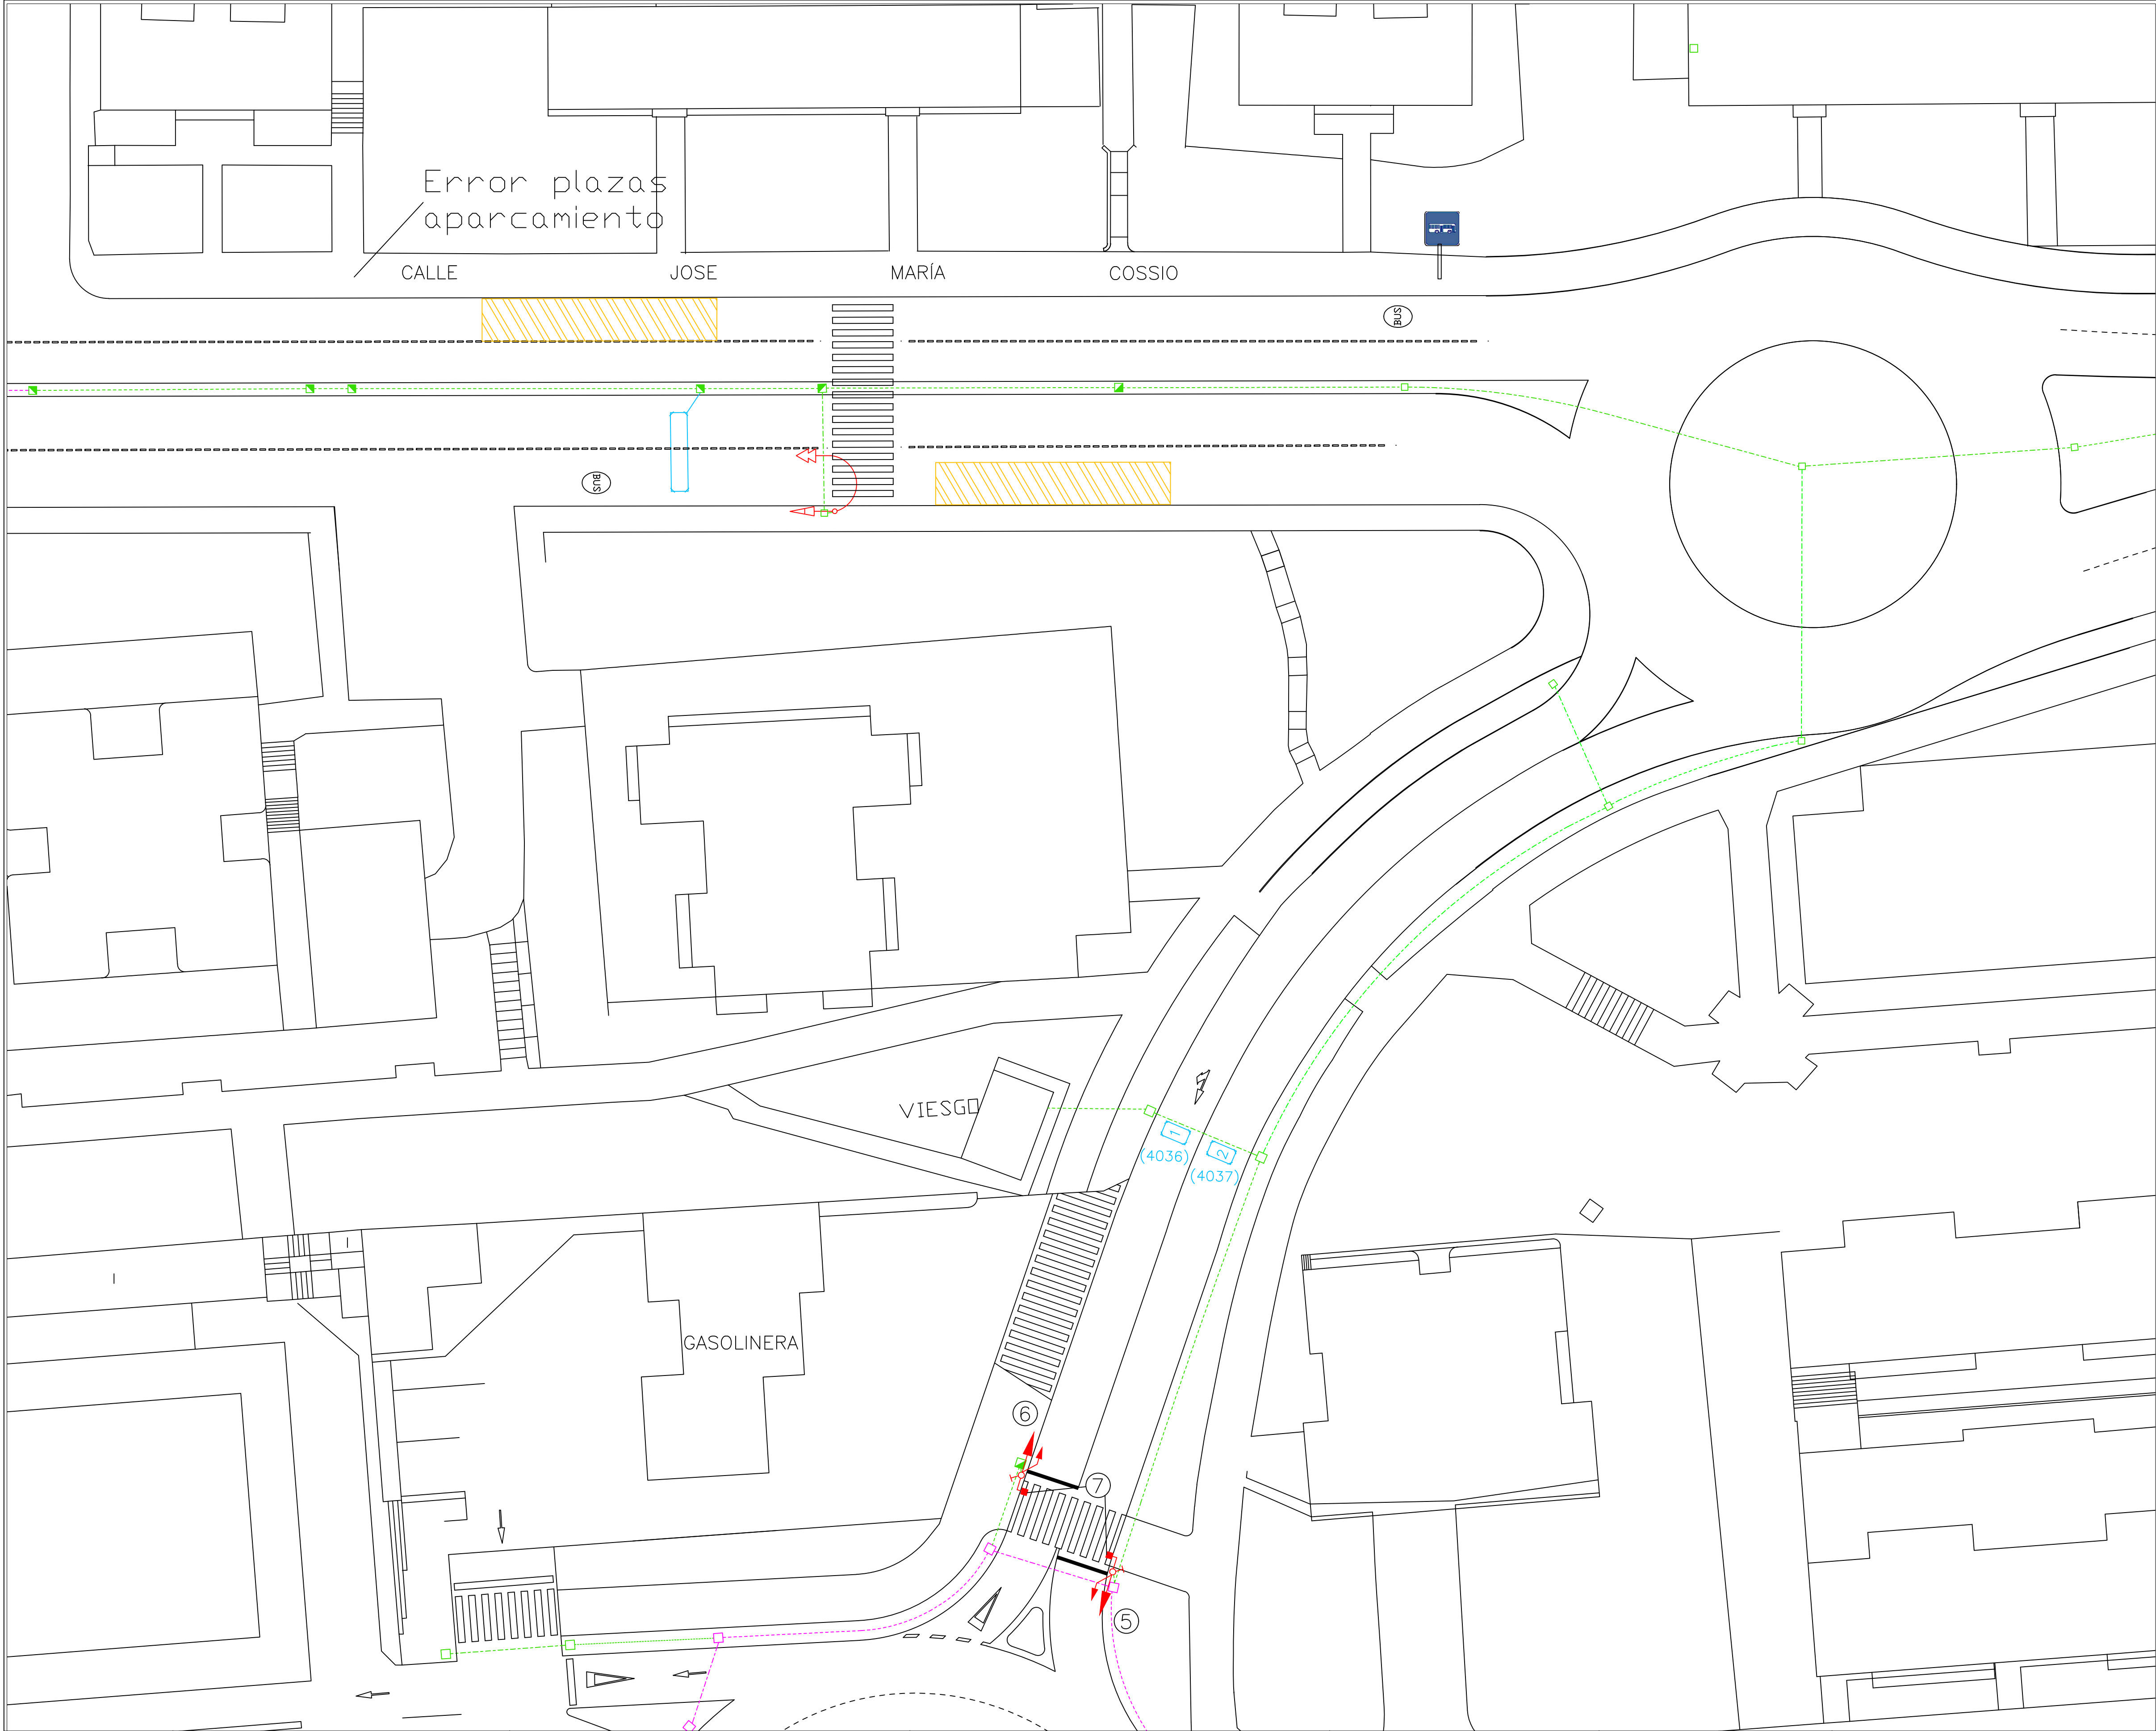 Error plazas
aparcamiento
CALLE JOSE MARÍA COSSIO
BUS
BUS
VIESGO
1
(4036)
2
(4037)
GASOLINERA
6
7
5